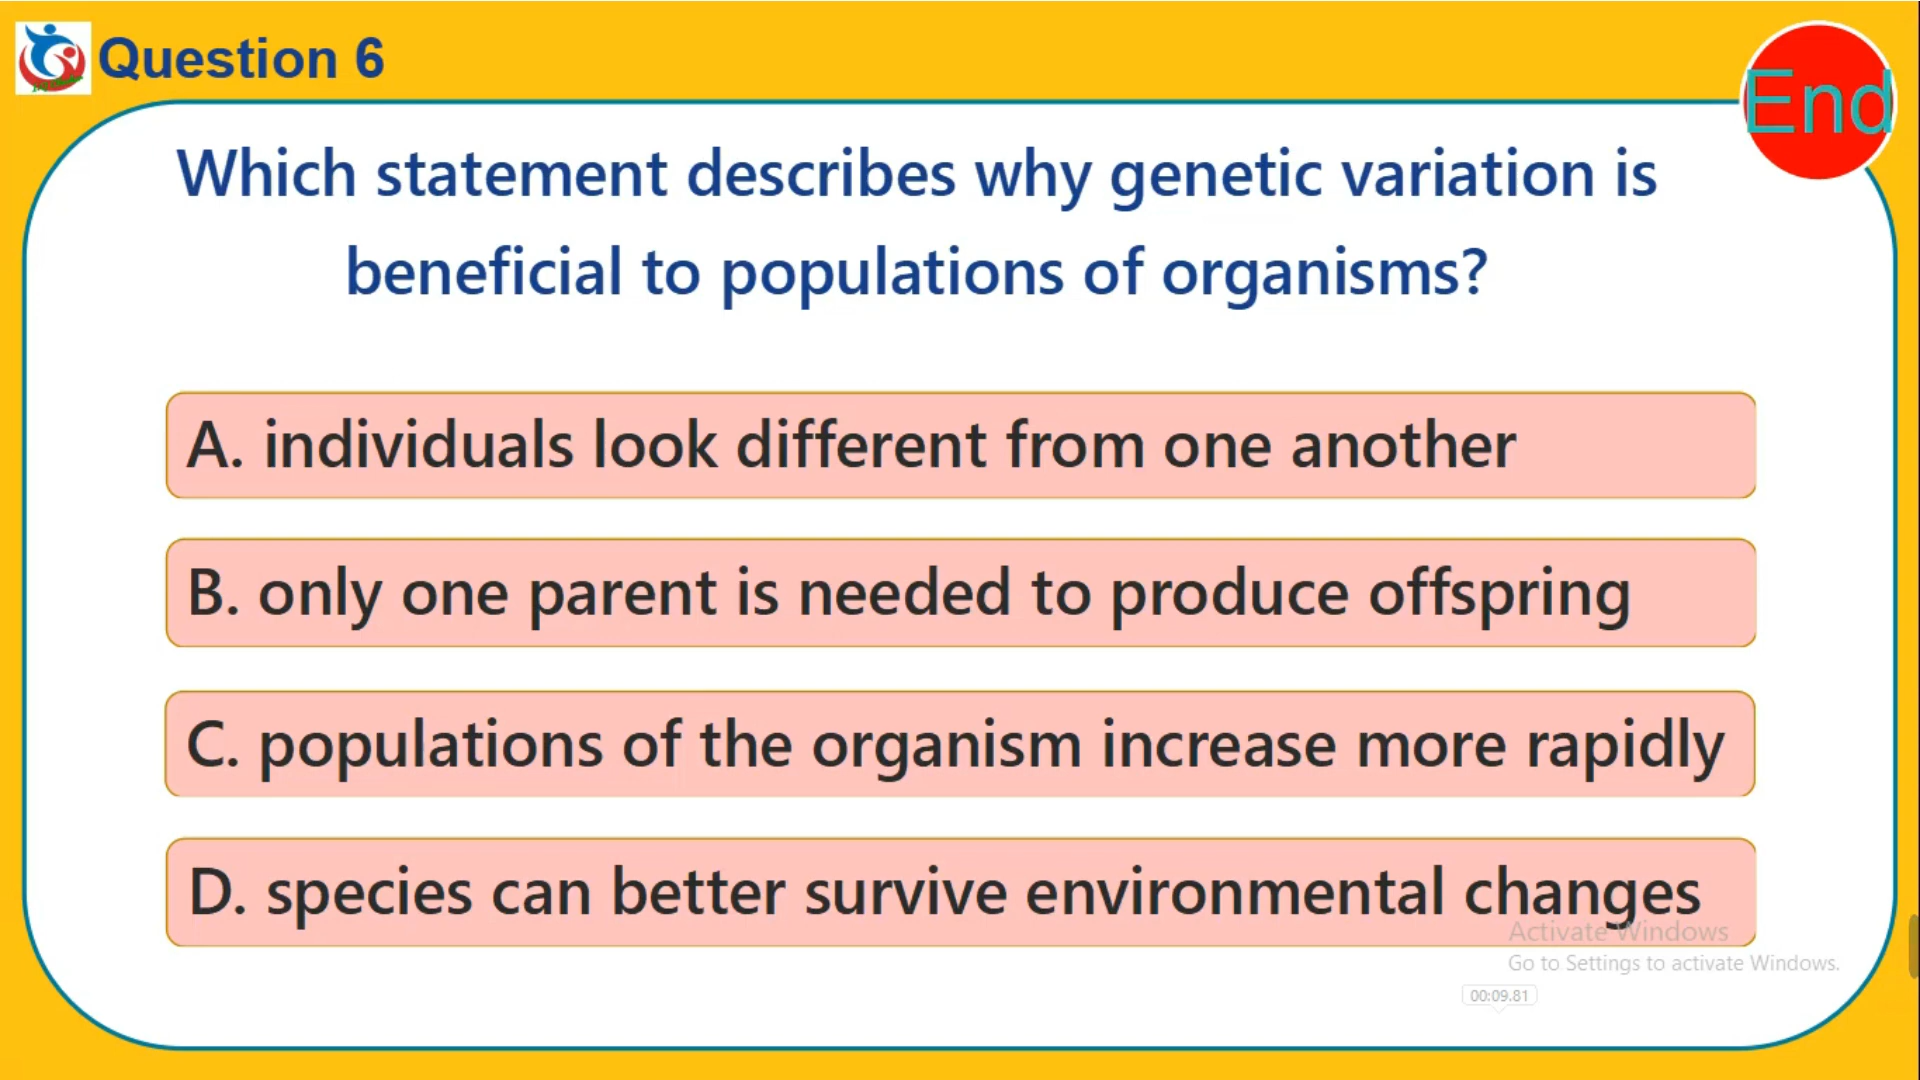 Question 6
End
Which statement describes why genetic variation is
beneficial to populations of organisms?
A. individuals look different from one another
B. only one parent is needed to produce offspring
C. populations of the organism increase more rapidly
D. species can better survive environmental changes
Activate Windows
Go to Settings to activate Windows.
00:09.81